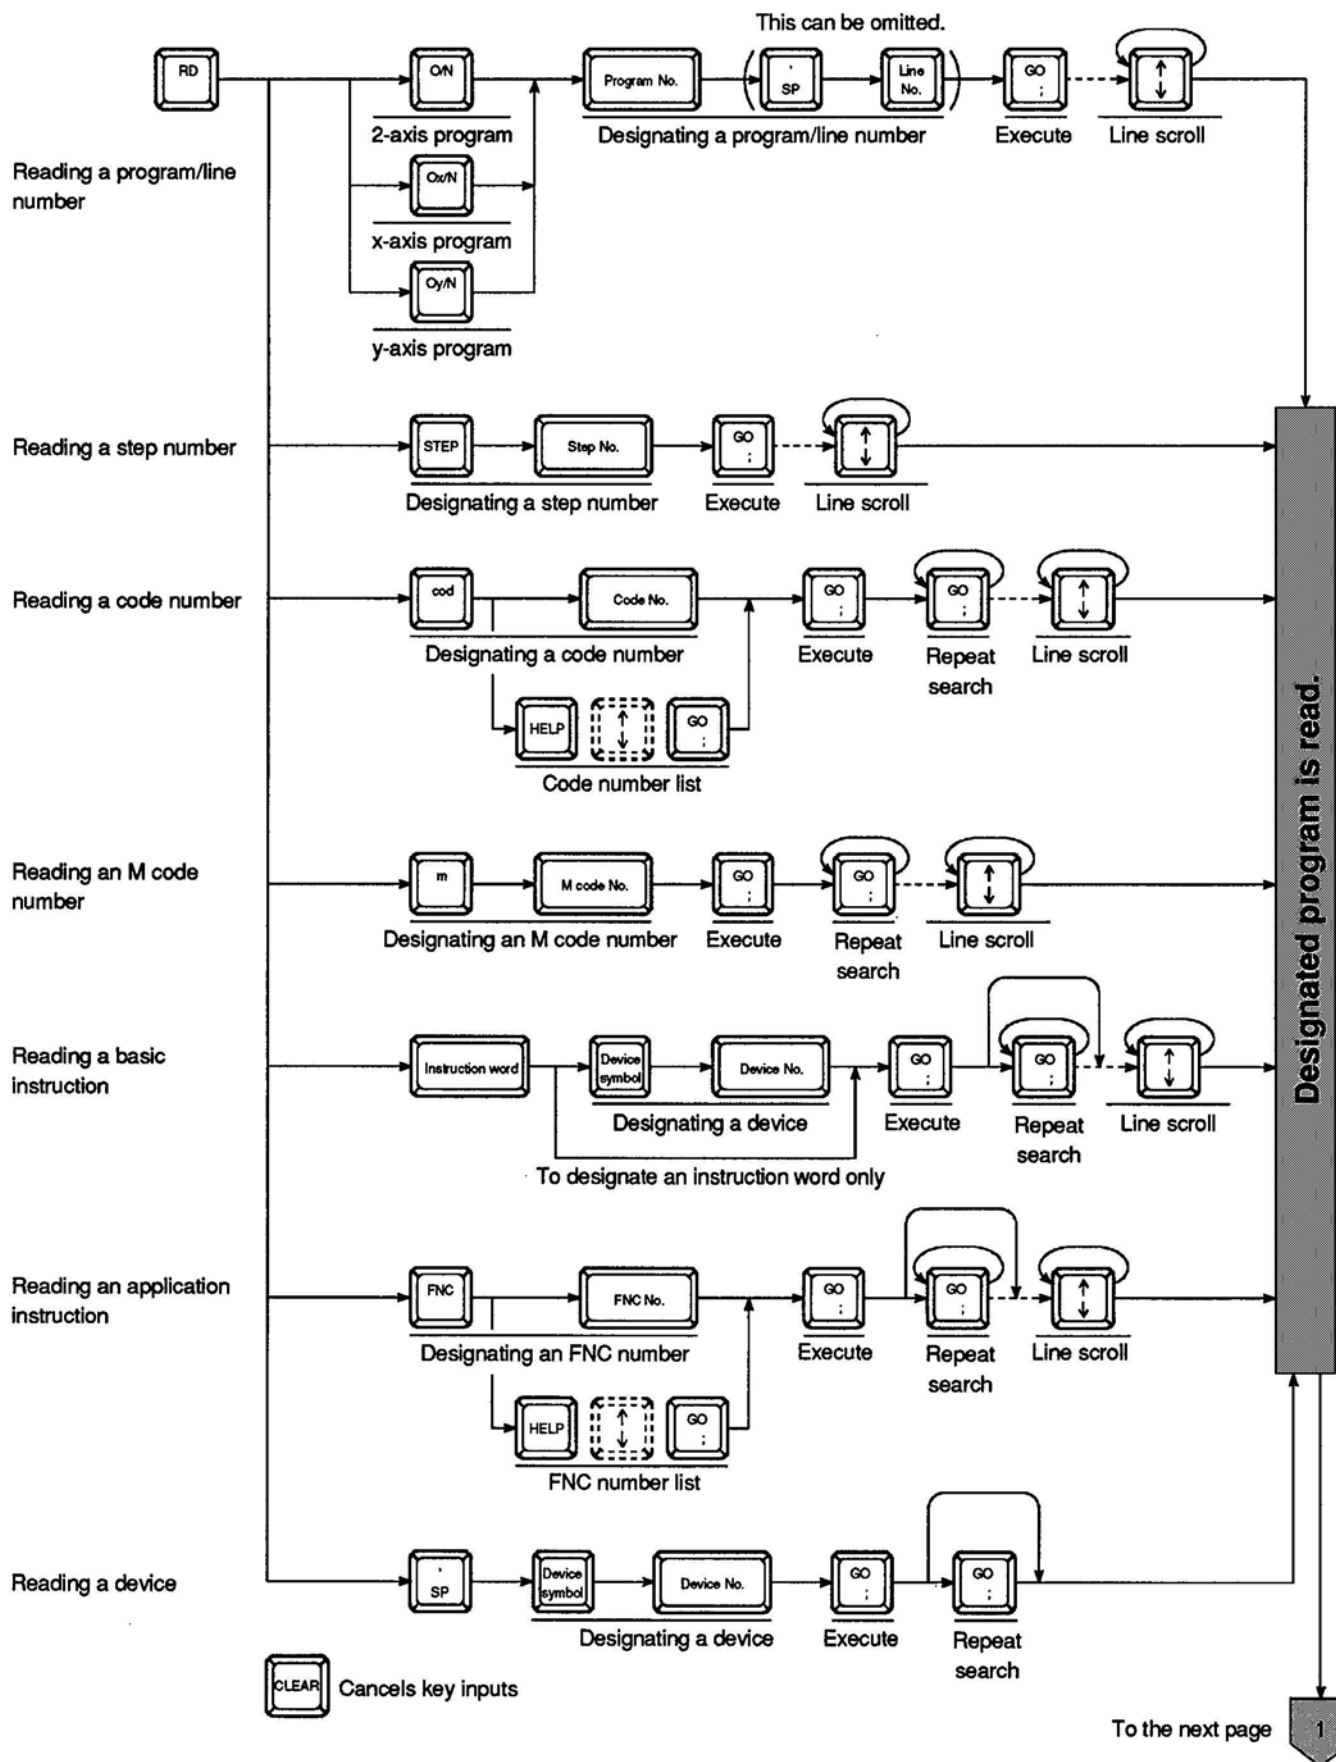 This can be omitted.
RD
O/N
Program No.
' SP
Line No.
GO ;
↑ ↓
2-axis program
Designating a program/line number
Execute
Line scroll
Reading a program/line number
Ox/N
x-axis program
Oy/N
y-axis program
Reading a step number
STEP
Step No.
GO ;
↑ ↓
Designating a step number
Execute
Line scroll
Reading a code number
cod
Code No.
GO ;
GO ;
↑ ↓
Designating a code number
Execute
Repeat search
Line scroll
HELP
↑ ↓
GO ;
Code number list
Reading an M code number
m
M code No.
GO ;
GO ;
↑ ↓
Designating an M code number
Execute
Repeat search
Line scroll
Reading a basic instruction
Instruction word
Device symbol
Device No.
GO ;
GO ;
↑ ↓
Designating a device
Execute
Repeat search
Line scroll
To designate an instruction word only
Reading an application instruction
FNC
FNC No.
GO ;
GO ;
↑ ↓
Designating an FNC number
Execute
Repeat search
Line scroll
HELP
↑ ↓
GO ;
FNC number list
Reading a device
' SP
Device symbol
Device No.
GO ;
GO ;
Designating a device
Execute
Repeat search
Designated program is read.
CLEAR
Cancels key inputs
To the next page
1